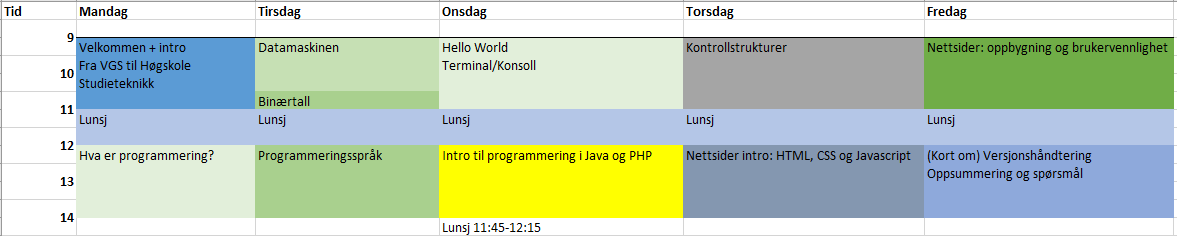 Tid Mandag Tirsdag Onsdag Torsdag Fredag
9
Velkommen + intro Datamaskinen Hello World Kontrollstrukturer Nettsider: oppbygning og brukervennlighet
Fra VGS til Høgskole Terminal/Konsoll
10
Studieteknikk
Binærtall
11
Lunsj Lunsj Lunsj Lunsj Lunsj
12
Hva er programmering? Programmeringsspråk Intro til programmering i Java og PHP Nettsider intro: HTML, CSS og Javascript (Kort om) Versjonshåndtering
13
Oppsummering og spørsmål
14
Lunsj 11:45-12:15